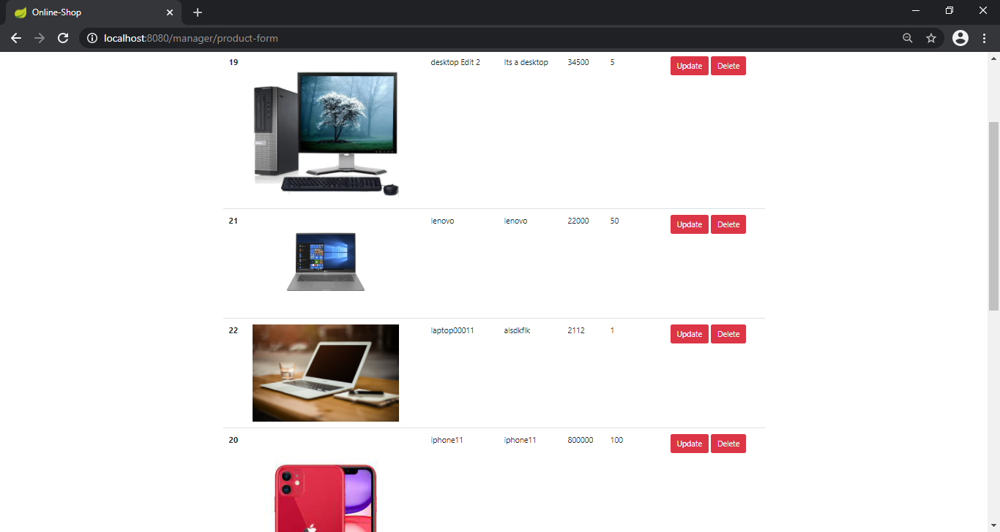 Online-Shop
localhost:8080/manager/product-form
19 desktop Edit 2 Its a desktop 34500 5 Update Delete
21 lenovo lenovo 22000 50 Update Delete
22 laptop00011 alsdkflk 2112 1 Update Delete
20 iphone11 iphone11 800000 100 Update Delete